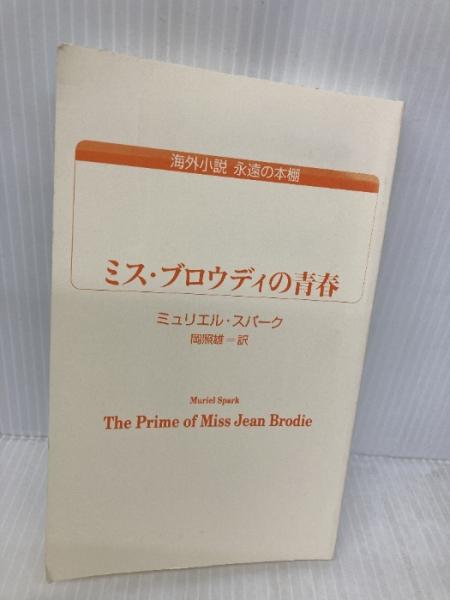 海外小説 永遠の本棚
ミス・ブロウディの青春
ミュリエル・スパーク
岡照雄=訳
Muriel Spark
The Prime of Miss Jean Brodie